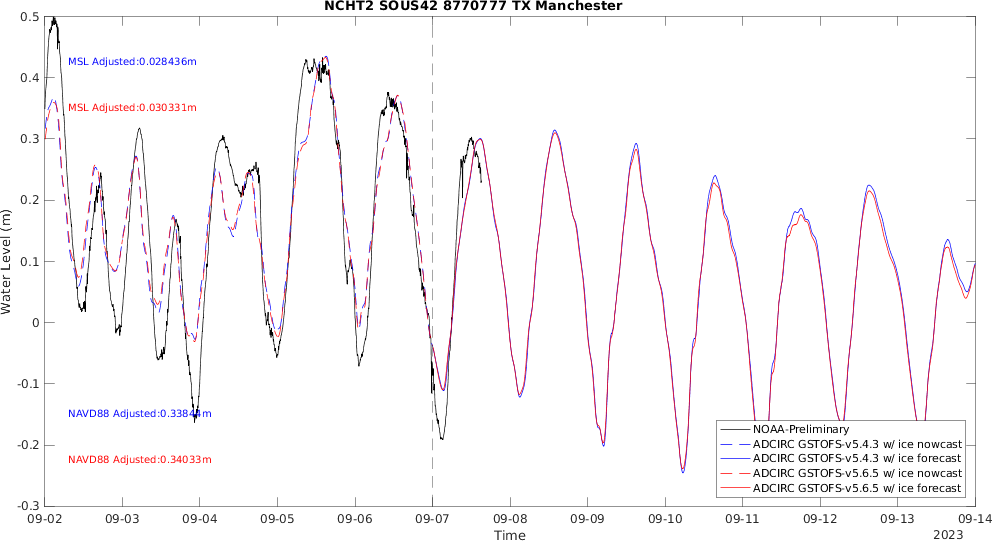 NCHT2 SOUS42 8770777 TX Manchester
0.5
0.4
0.3
0.2
0.1
0
-0.1
-0.2
-0.3
Water Level (m)
MSL Adjusted:0.028436m
MSL Adjusted:0.030331m
NAVD88 Adjusted:0.33844m
NAVD88 Adjusted:0.34033m
NOAA-Preliminary
ADCIRC GSTOFS-v5.4.3 w/ ice nowcast
ADCIRC GSTOFS-v5.4.3 w/ ice forecast
ADCIRC GSTOFS-v5.6.5 w/ ice nowcast
ADCIRC GSTOFS-v5.6.5 w/ ice forecast
09-02 09-03 09-04 09-05 09-06 09-07 09-08 09-09 09-10 09-11 09-12 09-13 09-14
Time
2023